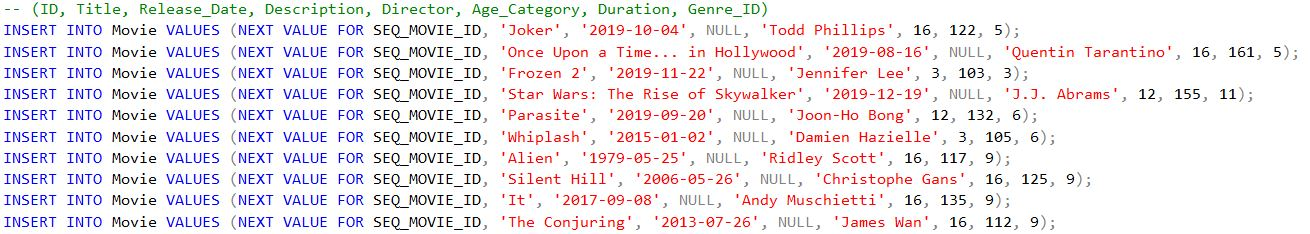 -- (ID, Title, Release_Date, Description, Director, Age_Category, Duration, Genre_ID)
INSERT INTO Movie VALUES (NEXT VALUE FOR SEQ_MOVIE_ID, 'Joker', '2019-10-04', 'Todd Phillips', 16, 122, 5);
INSERT INTO Movie VALUES (NEXT VALUE FOR SEQ_MOVIE_ID, 'Once Upon a Time... in Hollywood', '2019-08-16', NULL, 'Quentin Tarantino', 16, 161, 5);
INSERT INTO Movie VALUES (NEXT VALUE FOR SEQ_MOVIE_ID, 'Frozen 2', '2019-11-22', NULL, 'Jennifer Lee', 3, 103, 3);
INSERT INTO Movie VALUES (NEXT VALUE FOR SEQ_MOVIE_ID, 'Star Wars: The Rise of Skywalker', '2019-12-19', NULL, 'J.J. Abrams', 12, 155, 11);
INSERT INTO Movie VALUES (NEXT VALUE FOR SEQ_MOVIE_ID, 'Parasite', '2019-09-20', NULL, 'Joon-Ho Bong', 12, 132, 6);
INSERT INTO Movie VALUES (NEXT VALUE FOR SEQ_MOVIE_ID, 'Whiplash', '2015-01-02', NULL, 'Damien Hazielle', 3, 105, 6);
INSERT INTO Movie VALUES (NEXT VALUE FOR SEQ_MOVIE_ID, 'Alien', '1979-05-25', NULL, 'Ridley Scott', 16, 117, 9);
INSERT INTO Movie VALUES (NEXT VALUE FOR SEQ_MOVIE_ID, 'Silent Hill', '2006-05-26', NULL, 'Christophe Gans', 16, 125, 9);
INSERT INTO Movie VALUES (NEXT VALUE FOR SEQ_MOVIE_ID, 'It', '2017-09-08', NULL, 'Andy Muschietti', 16, 135, 9);
INSERT INTO Movie VALUES (NEXT VALUE FOR SEQ_MOVIE_ID, 'The Conjuring', '2013-07-26', NULL, 'James Wan', 16, 112, 9);